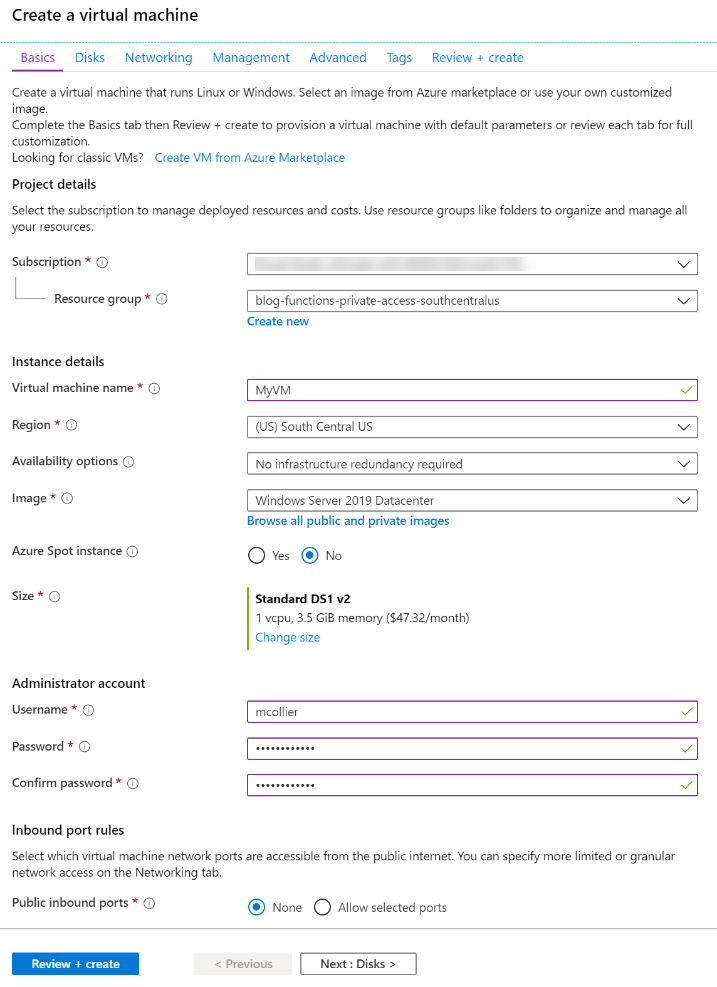 Create a virtual machine
Basics Disks Networking Management Advanced Tags Review + create
Create a virtual machine that runs Linux or Windows. Select an image from Azure marketplace or use your own customized
image.
Complete the Basics tab then Review + create to provision a virtual machine with default parameters or review each tab for full
customization.
Looking for classic VMs? Create VM from Azure Marketplace
Project details
Select the subscription to manage deployed resources and costs. Use resource groups like folders to organize and manage all
your resources.
Subscription *
Resource group * blog-functions-private-access-southcentralus
Create new
Instance details
Virtual machine name * MyVM
Region * (US) South Central US
Availability options No infrastructure redundancy required
Image * Windows Server 2019 Datacenter
Browse all public and private images
Azure Spot instance Yes No
Size * Standard DS1 v2
1 vcpu, 3.5 GiB memory ($47.32/month)
Change size
Administrator account
Username * mcollier
Password * ••••••••••••
Confirm password * ••••••••••••
Inbound port rules
Select which virtual machine network ports are accessible from the public internet. You can specify more limited or granular
network access on the Networking tab.
Public inbound ports * None Allow selected ports
Review + create < Previous Next : Disks >